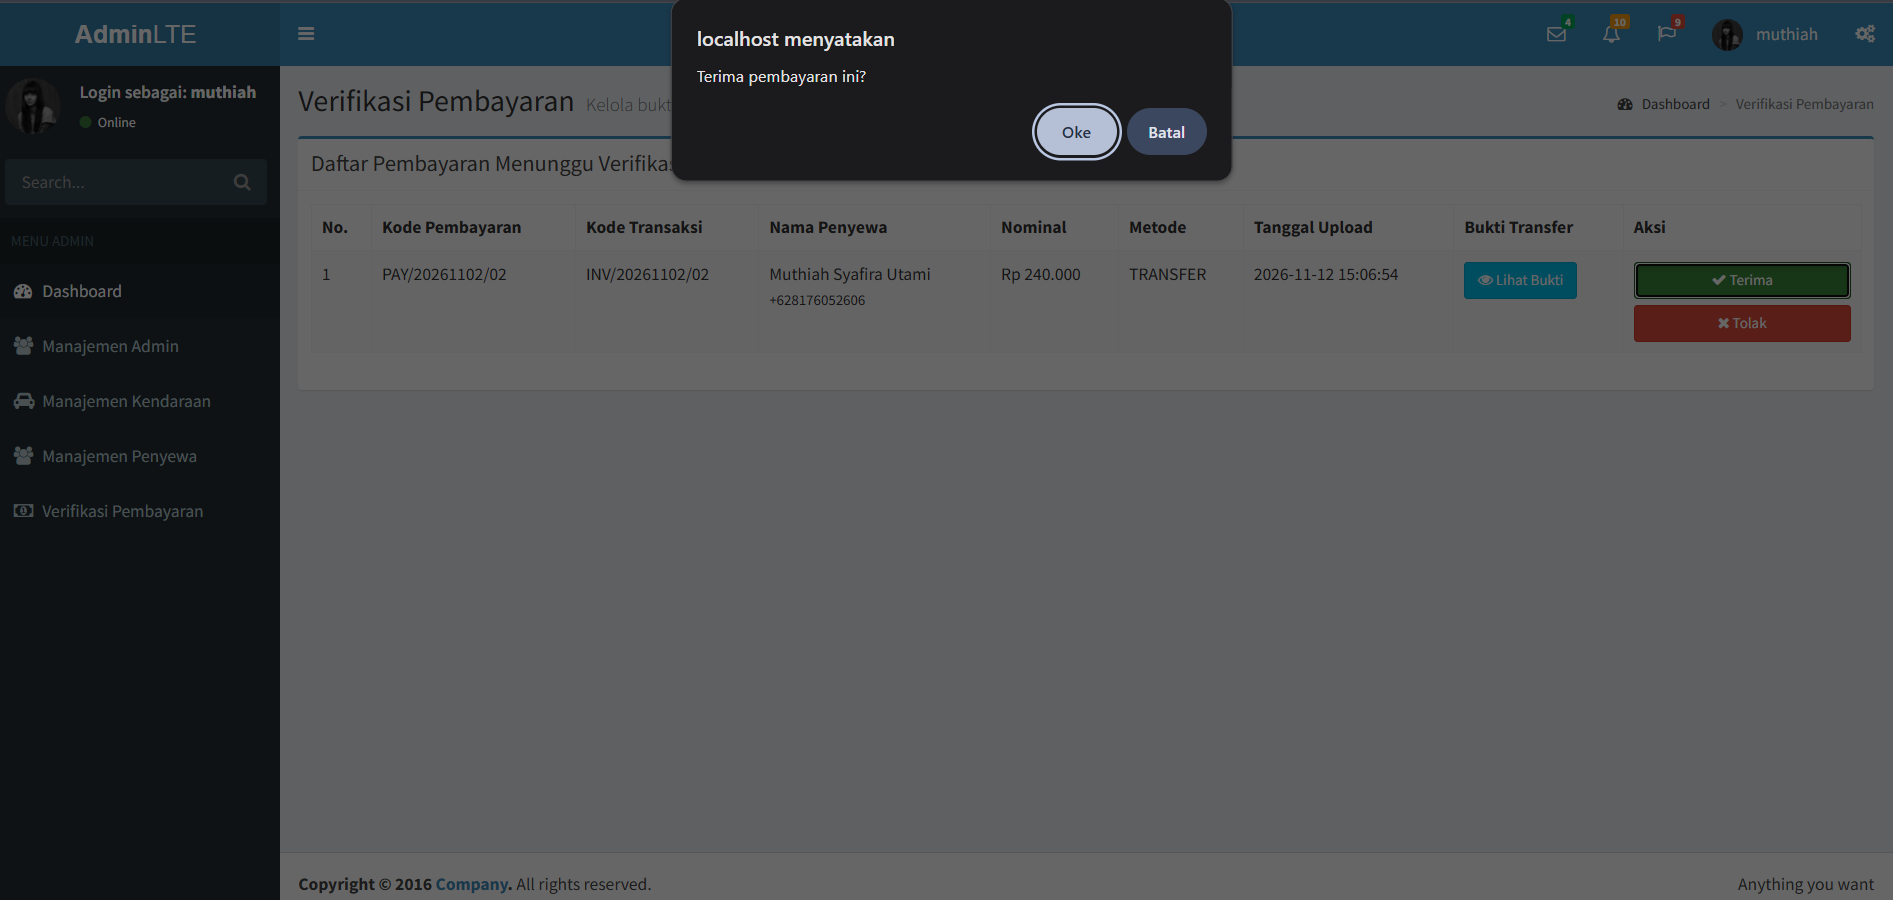 AdminLTE
localhost menyatakan
Terima pembayaran ini?
Oke
Batal
4
10
9
muthiah
Login sebagai: muthiah
Online
Search...
MENU ADMIN
Dashboard
Manajemen Admin
Manajemen Kendaraan
Manajemen Penyewa
Verifikasi Pembayaran
Verifikasi Pembayaran Kelola bukt
Dashboard > Verifikasi Pembayaran
Daftar Pembayaran Menunggu Verifikas
No. Kode Pembayaran Kode Transaksi Nama Penyewa Nominal Metode Tanggal Upload Bukti Transfer Aksi
1 PAY/20261102/02 INV/20261102/02 Muthiah Syafira Utami Rp 240.000 TRANSFER 2026-11-12 15:06:54 Lihat Bukti Terima
+628176052606
Tolak
Copyright © 2016 Company. All rights reserved.
Anything you want